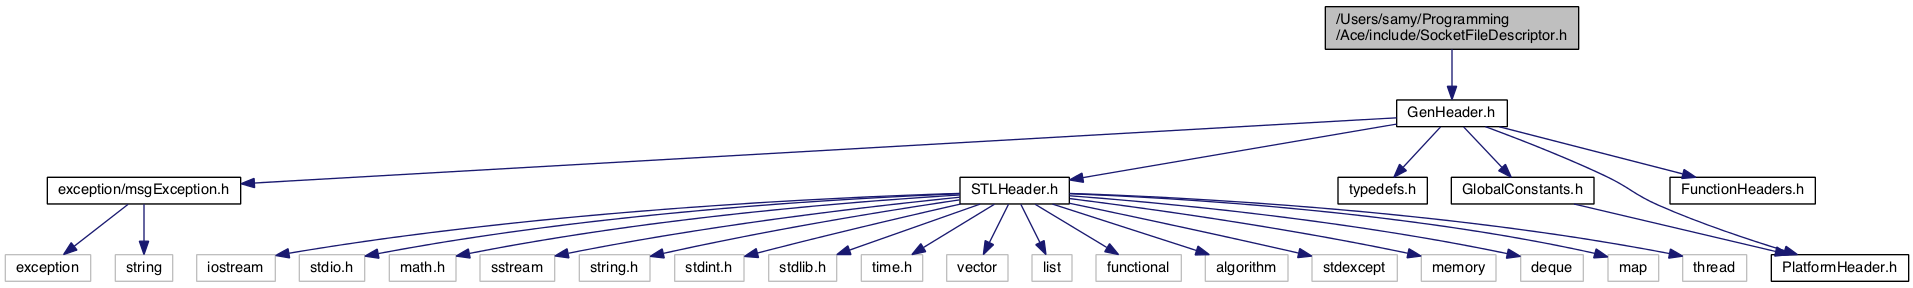 /Users/samy/Programming
/Ace/include/SocketFileDescriptor.h
GenHeader.h
exception/msgException.h
STLHeader.h
typedefs.h
GlobalConstants.h
FunctionHeaders.h
exception
string
iostream
stdio.h
math.h
sstream
string.h
stdint.h
stdlib.h
time.h
vector
list
functional
algorithm
stdexcept
memory
deque
map
thread
PlatformHeader.h